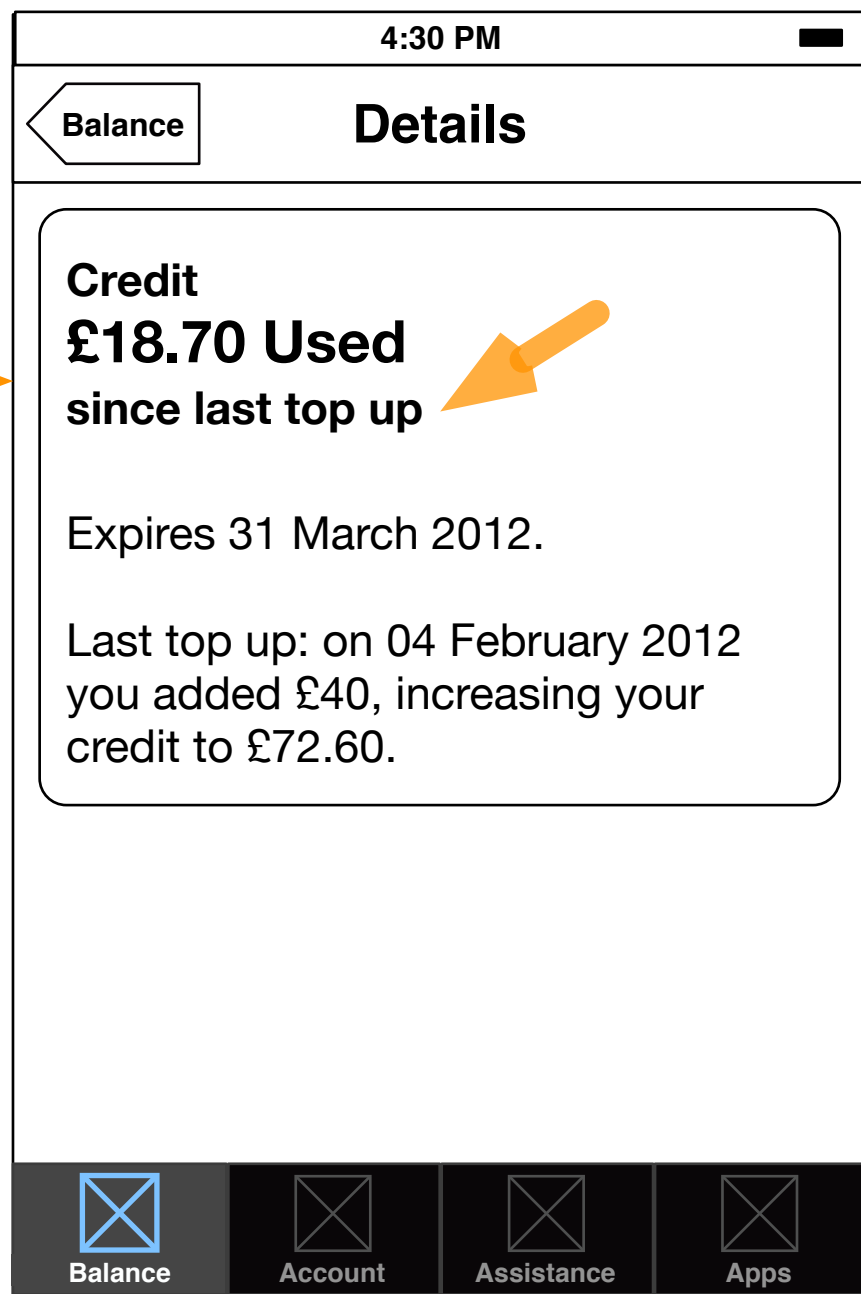 4:30 PM
Balance
Details
Credit
£18.70 Used
since last top up
Expires 31 March 2012.
Last top up: on 04 February 2012
you added £40, increasing your
credit to £72.60.
Balance
Account
Assistance
Apps